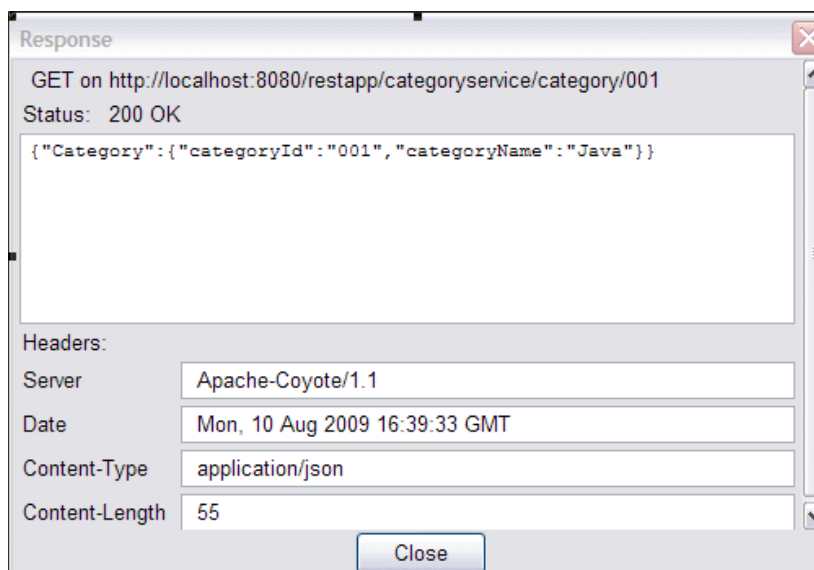 Response
GET on http://localhost:8080/restapp/categoryservice/category/001
Status: 200 OK
{"Category":{"categoryId":"001","categoryName":"Java"}}
Headers:
Server Apache-Coyote/1.1
Date Mon, 10 Aug 2009 16:39:33 GMT
Content-Type application/json
Content-Length 55
Close